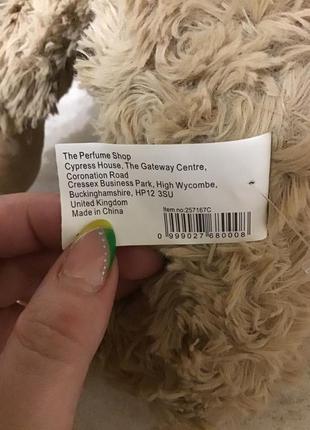 The Perfume Shop
Cypress House, The Gateway Centre,
Coronation Road
Cressex Business Park, High Wycombe,
Buckinghamshire, HP12 3SU
United Kingdom
Made in China
Item no:257167C
0 999027 680008